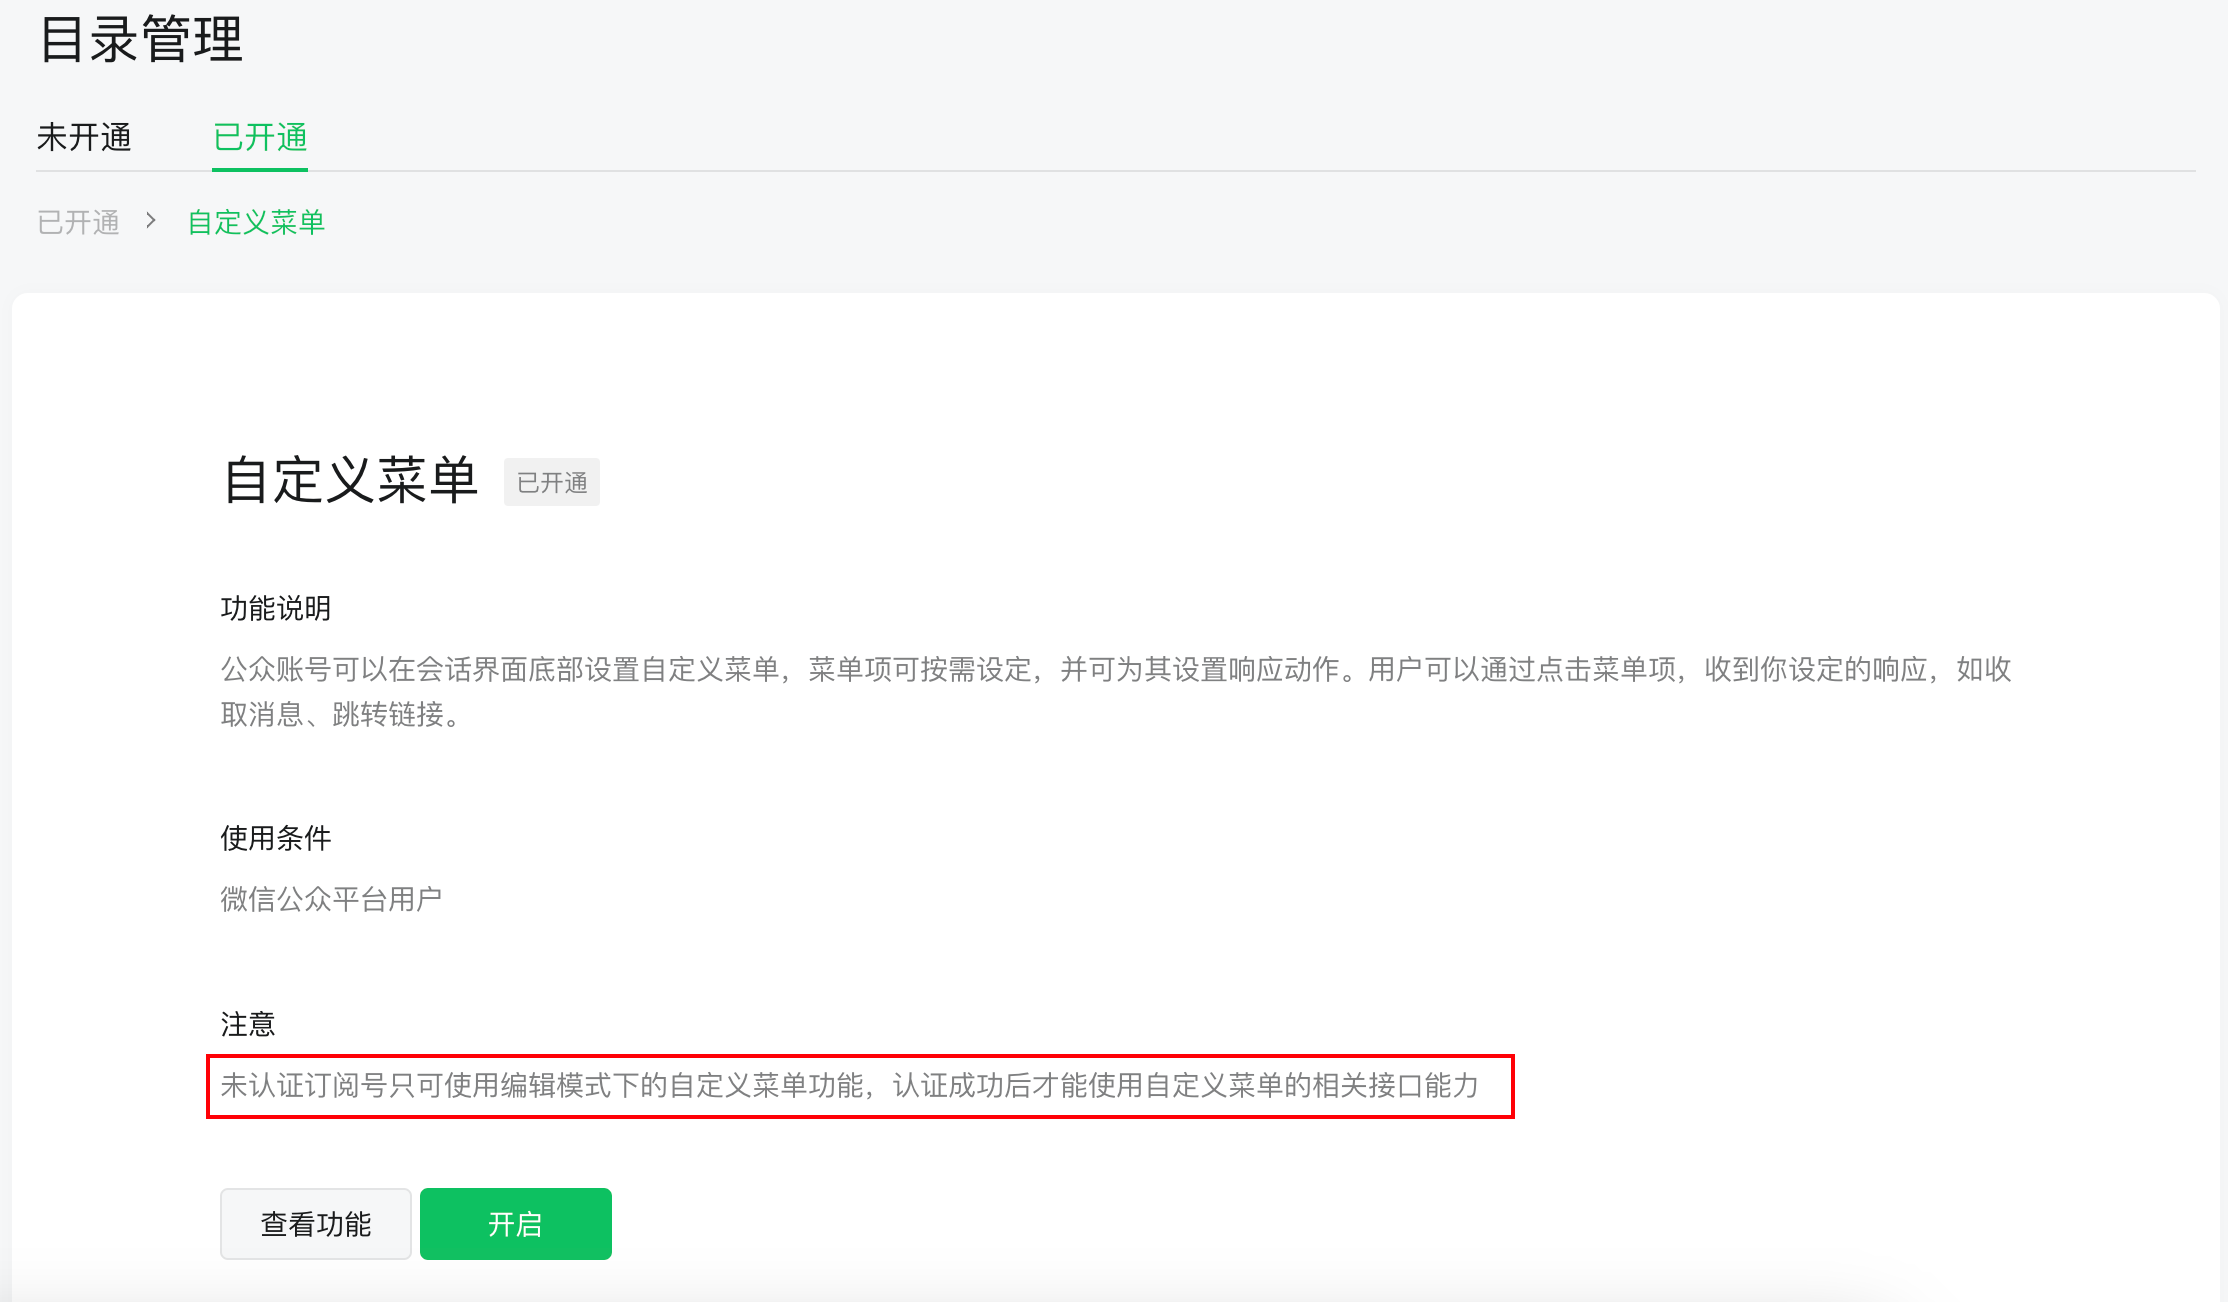 目录管理
未开通 已开通
已开通 > 自定义菜单
自定义菜单 已开通
功能说明
公众账号可以在会话界面底部设置自定义菜单，菜单项可按需设定，并可为其设置响应动作。用户可以通过点击菜单项，收到你设定的响应，如收
取消息、跳转链接。
使用条件
微信公众平台用户
注意
未认证订阅号只可使用编辑模式下的自定义菜单功能，认证成功后才能使用自定义菜单的相关接口能力
查看功能 开启